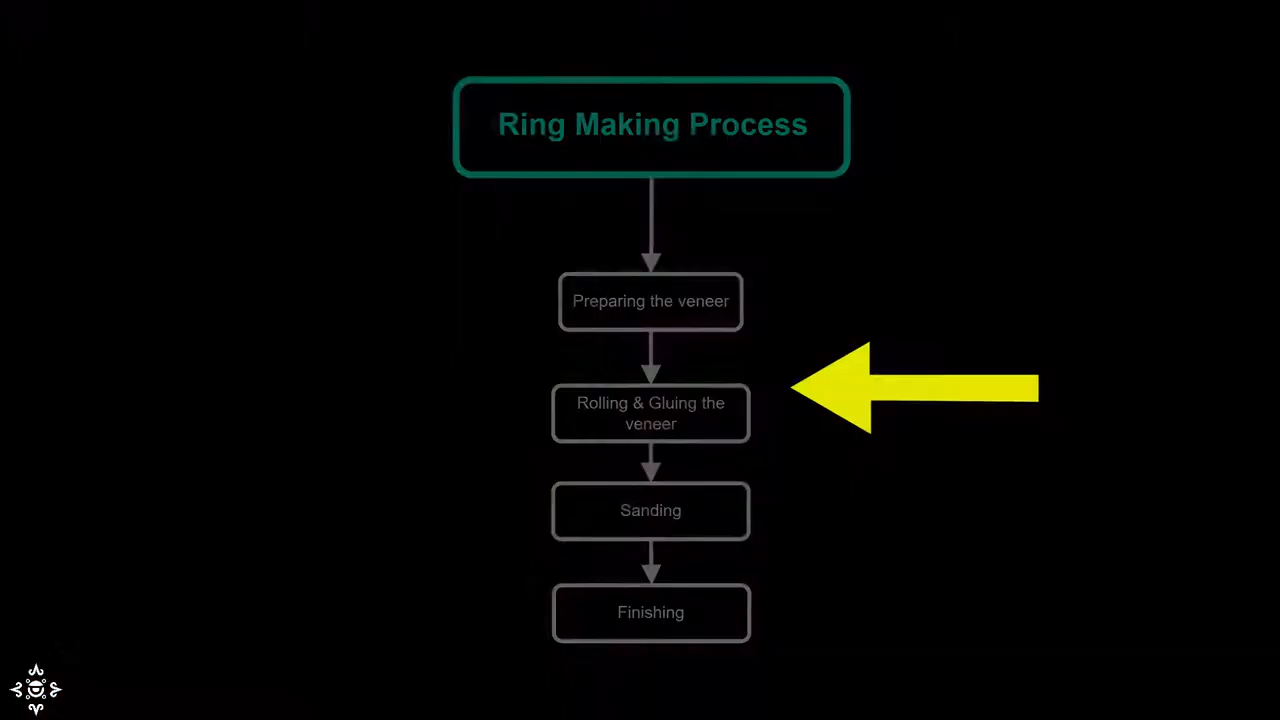 Ring Making Process
Preparing the veneer
Rolling & Gluing the
veneer
Sanding
Finishing